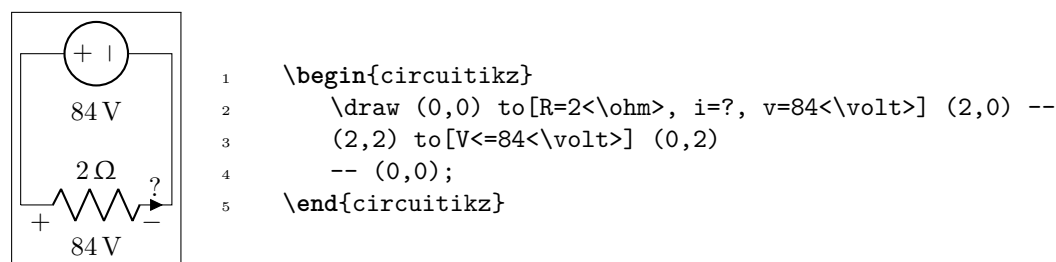 + −
84 V
2 Ω
?
+ −
84 V
1 \begin{circuitikz}
2 \draw (0,0) to[R=2<\ohm>, i=?, v=84<\volt>] (2,0) --
3 (2,2) to[V<=84<\volt>] (0,2)
4 -- (0,0);
5 \end{circuitikz}